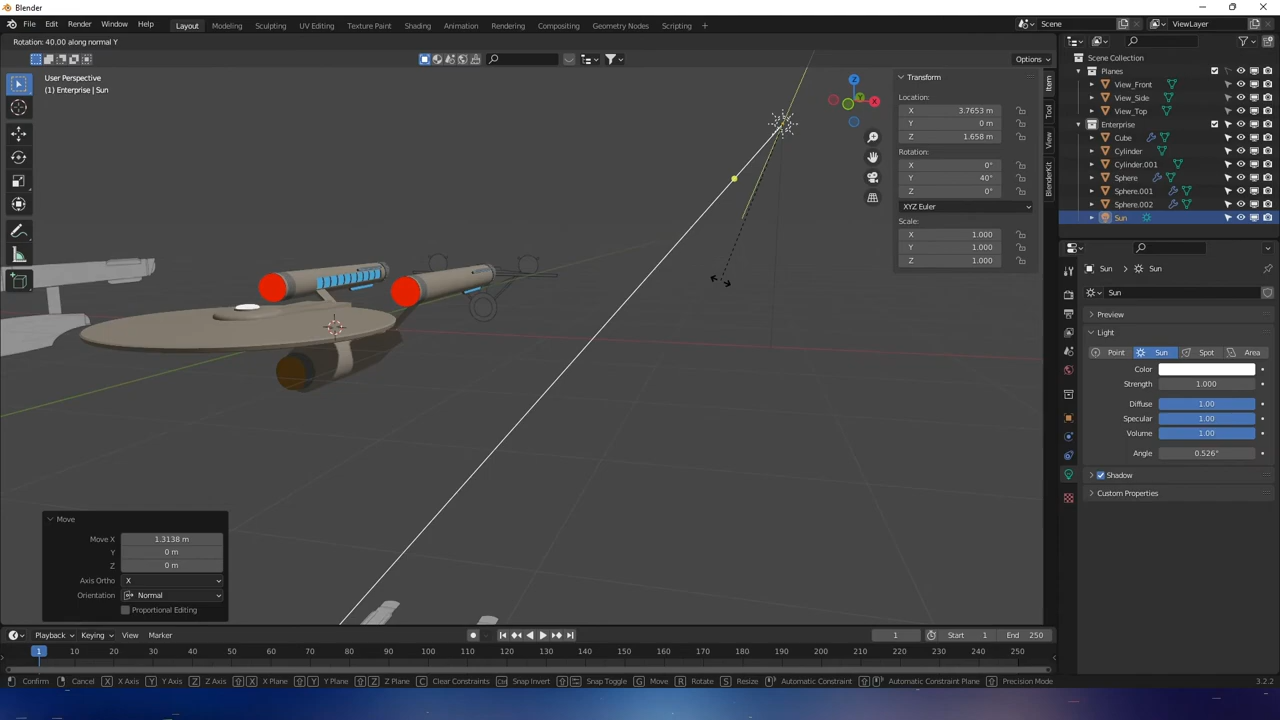 Blender
File Edit Render Window Help Layout Modeling Sculpting UV Editing Texture Paint Shading Animation Rendering Compositing Geometry Nodes Scripting + Scene ViewLayer
Rotation: 40.00 along normal Y
Options
User Perspective
(1) Enterprise | Sun
Z
Y
X
Transform
Location:
X 3.7653 m
Y 0 m
Z 1.658 m
Rotation:
X 0°
Y 40°
Z 0°
XYZ Euler
Scale:
X 1.000
Y 1.000
Z 1.000
Item
Tool
View
BlenderKit
Scene Collection
Planes
View_Front
View_Side
View_Top
Enterprise
Cube
Cylinder
Cylinder.001
Sphere
Sphere.001
Sphere.002
Sun
Sun > Sun
Sun
Preview
Light
Point Sun Spot Area
Color
Strength 1.000
Diffuse 1.00
Specular 1.00
Volume 1.00
Angle 0.526°
Shadow
Custom Properties
Move
Move X 1.3138 m
Y 0 m
Z 0 m
Axis Ortho X
Orientation Normal
Proportional Editing
Playback Keying View Marker 1 Start 1 End 250
1 10 20 30 40 50 60 70 80 90 100 110 120 130 140 150 160 170 180 190 200 210 220 230 240 250
Confirm Cancel X X Axis Y Y Axis Z Z Axis X X Plane Y Y Plane Z Z Plane C Clear Constraints Snap Invert Snap Toggle G Move R Rotate S Resize Automatic Constraint Automatic Constraint Plane Precision Mode 3.2.2